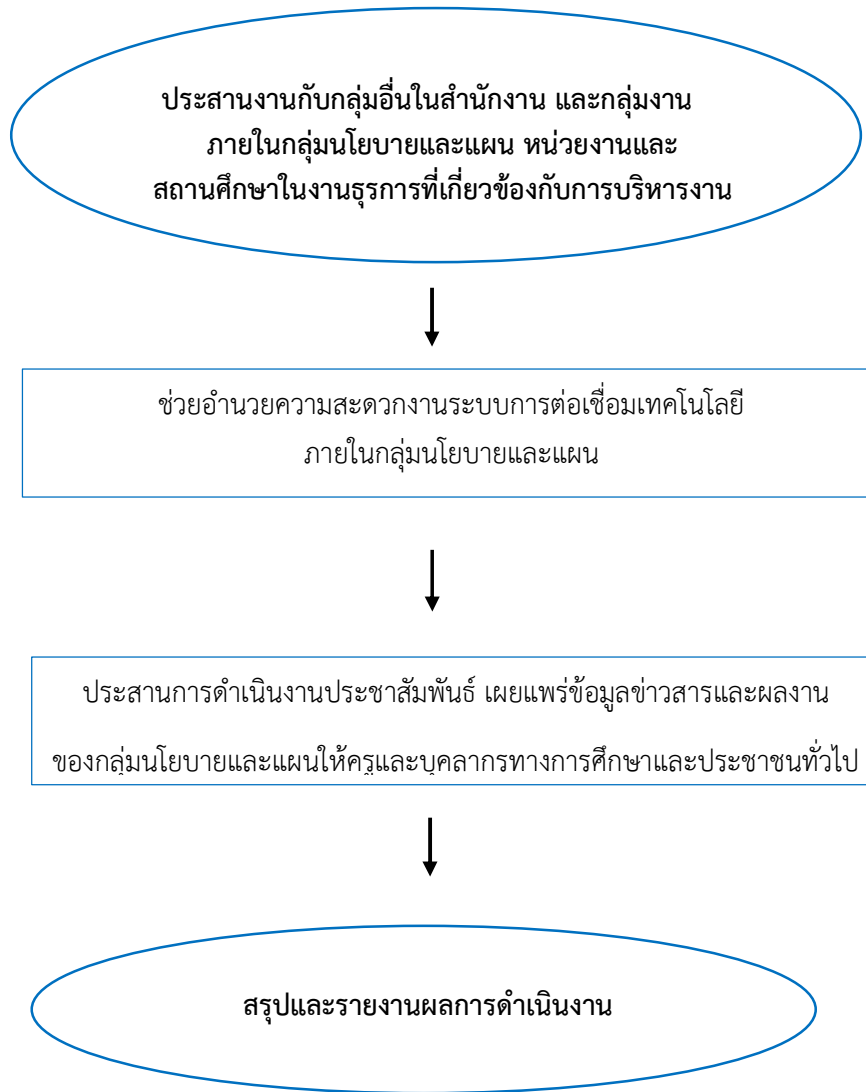 ประสานงานกับกลุ่มอื่นในสำนักงาน และกลุ่มงาน
ภายในกลุ่มนโยบายและแผน หน่วยงานและ
สถานศึกษาในงานธุรการที่เกี่ยวข้องกับการบริหารงาน
ช่วยอำนวยความสะดวกงานระบบการต่อเชื่อมเทคโนโลยี
ภายในกลุ่มนโยบายและแผน
ประสานการดำเนินงานประชาสัมพันธ์ เผยแพร่ข้อมูลข่าวสารและผลงาน
ของกลุ่มนโยบายและแผนให้ครูและบุคลากรทางการศึกษาและประชาชนทั่วไป
สรุปและรายงานผลการดำเนินงาน